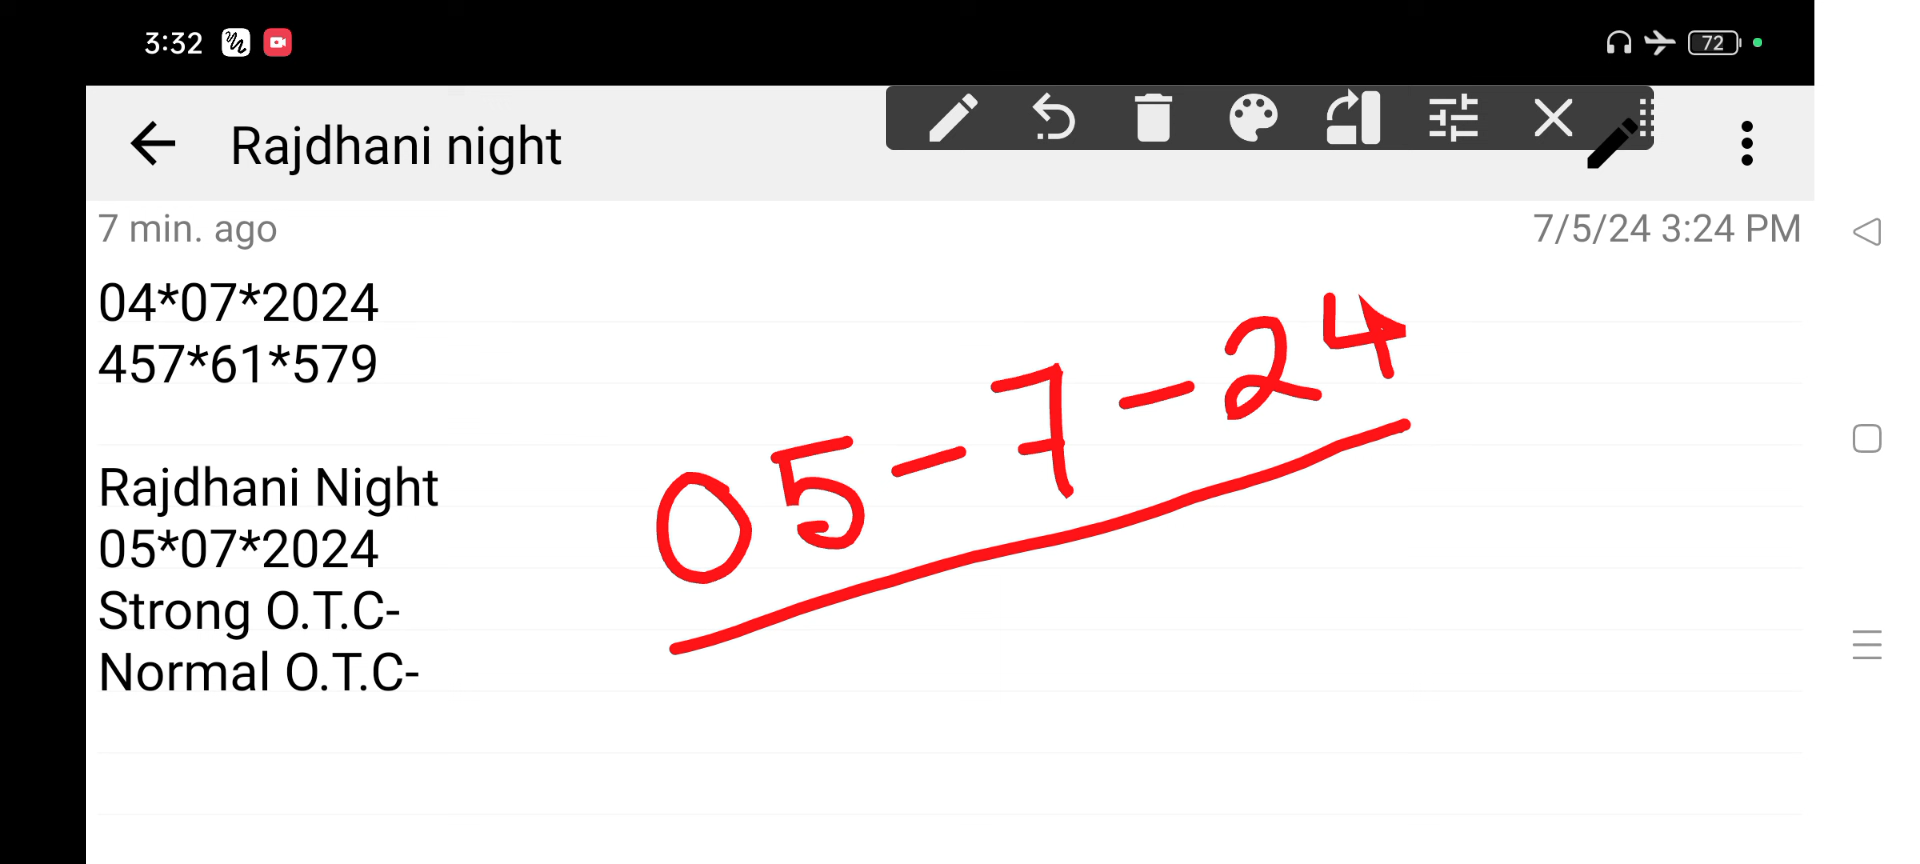 3:32
72
Rajdhani night
7 min. ago
7/5/24 3:24 PM
04*07*2024
457*61*579
05-7-24
Rajdhani Night
05*07*2024
Strong O.T.C-
Normal O.T.C-